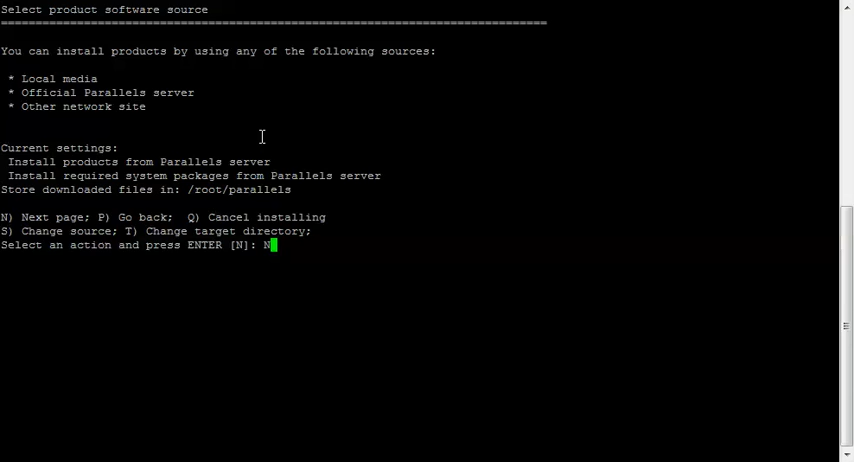 Select product software source
===============================================================================
You can install products by using any of the following sources:
* Local media
* Official Parallels server
* Other network site
Current settings:
Install products from Parallels server
Install required system packages from Parallels server
Store downloaded files in: /root/parallels
N) Next page; P) Go back;  Q) Cancel installing
S) Change source; T) Change target directory;
Select an action and press ENTER [N]: N